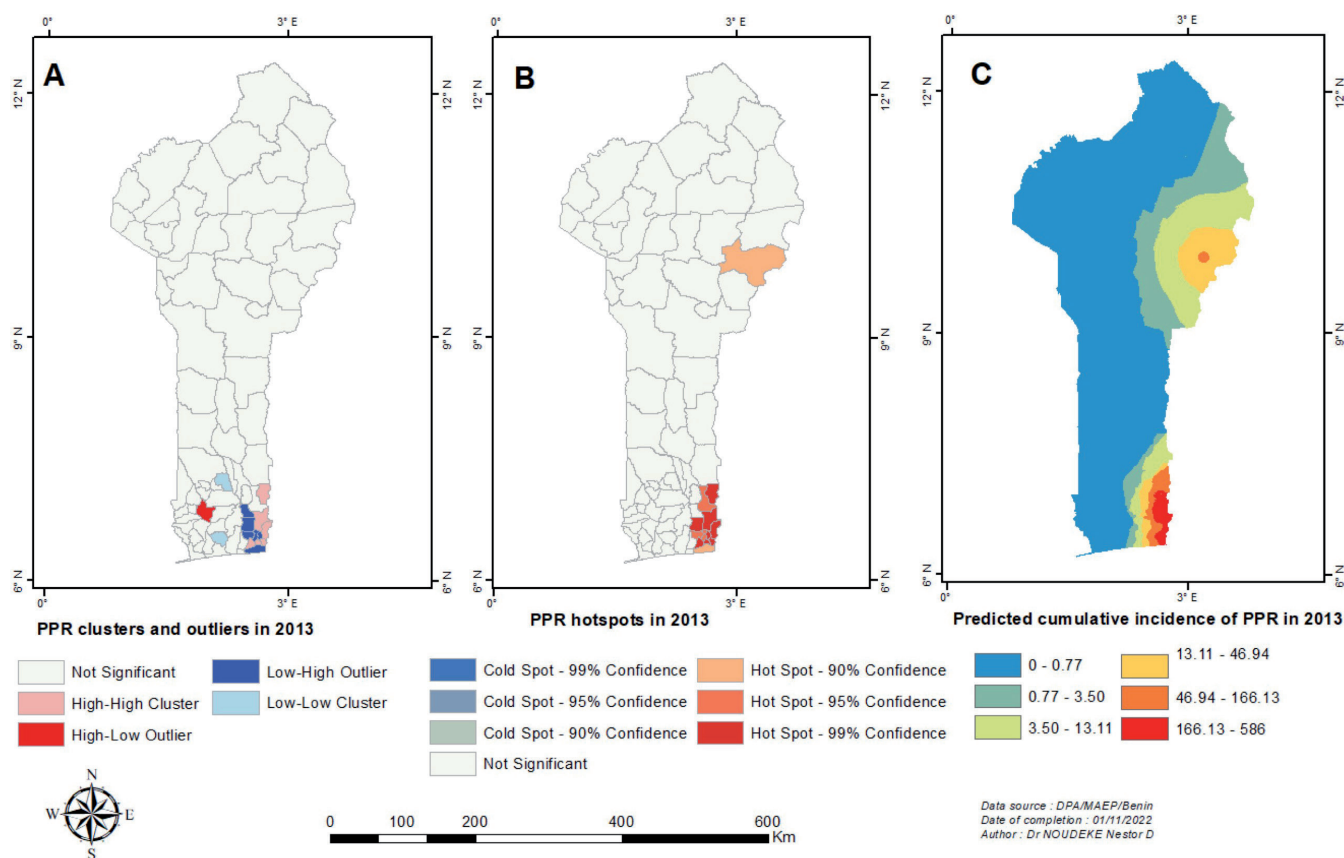 3° E
3° E
3° E
A
B
C
12° N
12° N
12° N
12° N
12° N
9° N
9° N
9° N
9° N
9° N
6° N
6° N
6° N
6° N
6° N
0°
3° E
0°
3° E
0°
3° E
PPR clusters and outliers in 2013
Not Significant
High-High Cluster
High-Low Outlier
Low-High Outlier
Low-Low Cluster
PPR hotspots in 2013
Cold Spot - 99% Confidence
Cold Spot - 95% Confidence
Cold Spot - 90% Confidence
Not Significant
Hot Spot - 90% Confidence
Hot Spot - 95% Confidence
Hot Spot - 99% Confidence
Predicted cumulative incidence of PPR in 2013
0 - 0.77
0.77 - 3.50
3.50 - 13.11
13.11 - 46.94
46.94 - 166.13
166.13 - 586
N
W E
S
0 100 200 400 600
Km
Data source : DPA/MAEP/Benin
Date of completion : 01/11/2022
Author : Dr NOUDEKE Nestor D